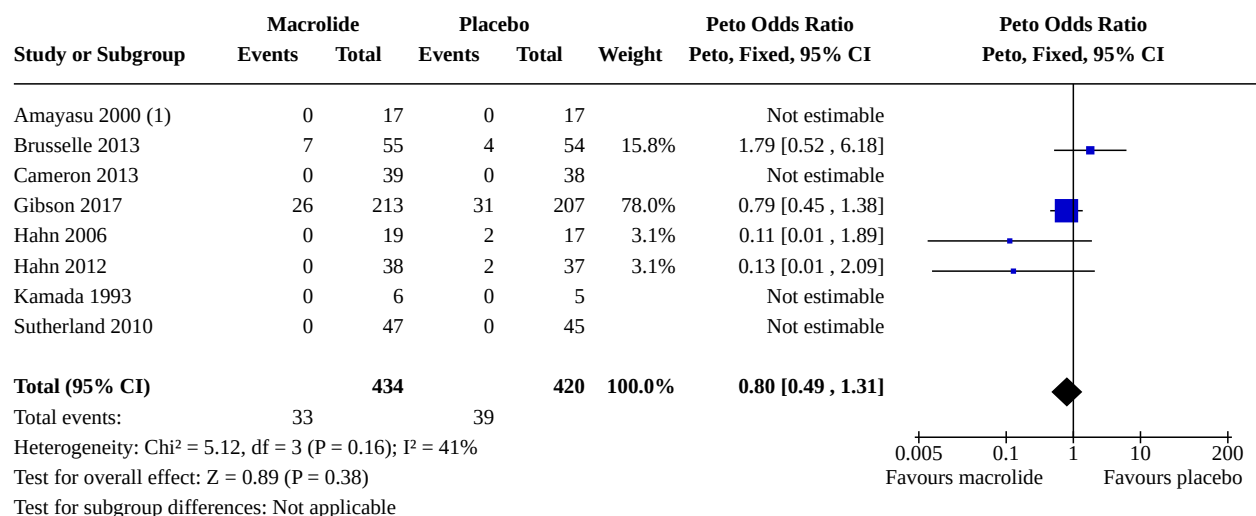 Macrolide Placebo Peto Odds Ratio Peto Odds Ratio
Study or Subgroup Events Total Events Total Weight Peto, Fixed, 95% CI Peto, Fixed, 95% CI
Amayasu 2000 (1) 0 17 0 17 Not estimable
Brusselle 2013 7 55 4 54 15.8% 1.79 [0.52 , 6.18]
Cameron 2013 0 39 0 38 Not estimable
Gibson 2017 26 213 31 207 78.0% 0.79 [0.45 , 1.38]
Hahn 2006 0 19 2 17 3.1% 0.11 [0.01 , 1.89]
Hahn 2012 0 38 2 37 3.1% 0.13 [0.01 , 2.09]
Kamada 1993 0 6 0 5 Not estimable
Sutherland 2010 0 47 0 45 Not estimable
Total (95% CI) 434 420 100.0% 0.80 [0.49 , 1.31]
Total events: 33 39
Heterogeneity: Chi² = 5.12, df = 3 (P = 0.16); I² = 41%
Test for overall effect: Z = 0.89 (P = 0.38)
Test for subgroup differences: Not applicable
0.005 0.1 1 10 200
Favours macrolide Favours placebo